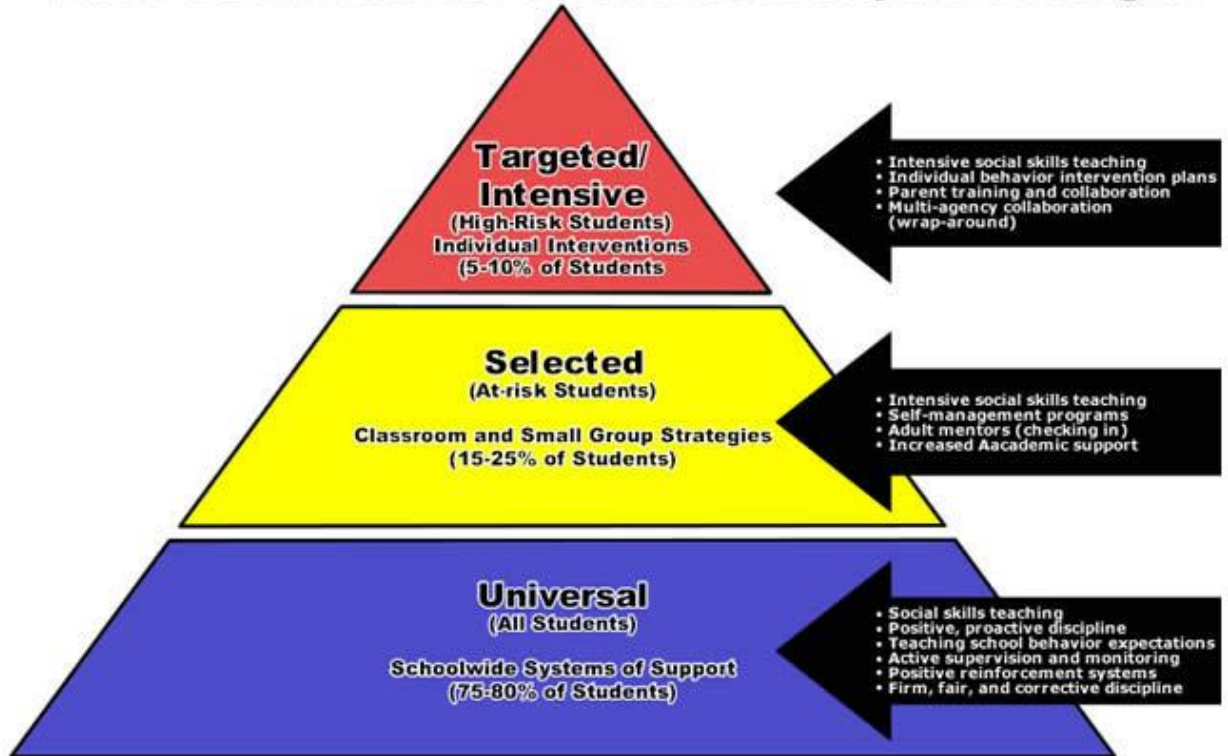 Targeted/
Intensive
(High-Risk Students)
Individual Interventions
(5-10% of Students
• Intensive social skills teaching
• Individual behavior intervention plans
• Parent training and collaboration
• Multi-agency collaboration
(wrap-around)
Selected
(At-risk Students)
Classroom and Small Group Strategies
(15-25% of Students)
• Intensive social skills teaching
• Self-management programs
• Adult mentors (checking in)
• Increased Aacademic support
Universal
(All Students)
Schoolwide Systems of Support
(75-80% of Students)
• Social skills teaching
• Positive, proactive discipline
• Teaching school behavior expectations
• Active supervision and monitoring
• Positive reinforcement systems
• Firm, fair, and corrective discipline